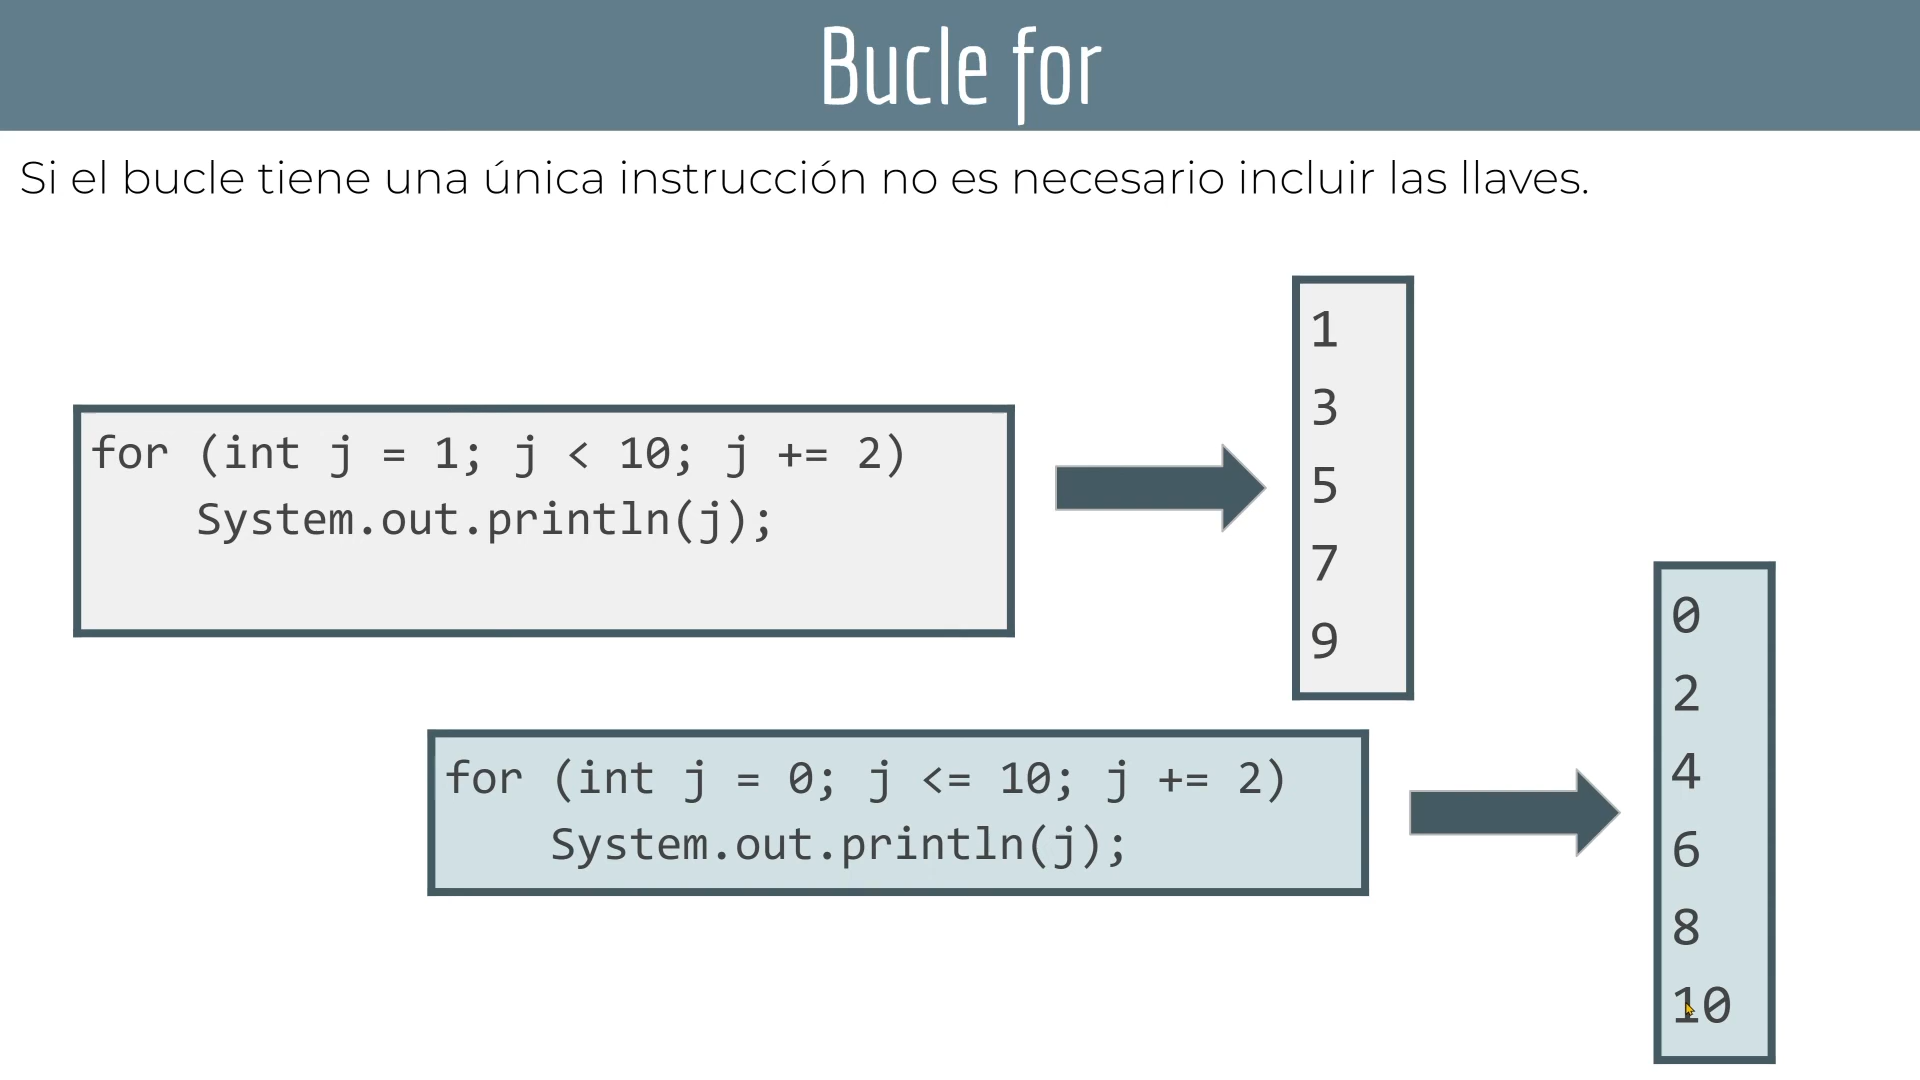 Bucle for
Si el bucle tiene una única instrucción no es necesario incluir las llaves.
for (int j = 1; j < 10; j += 2)
    System.out.println(j);
1
3
5
7
9
for (int j = 0; j <= 10; j += 2)
    System.out.println(j);
0
2
4
6
8
10